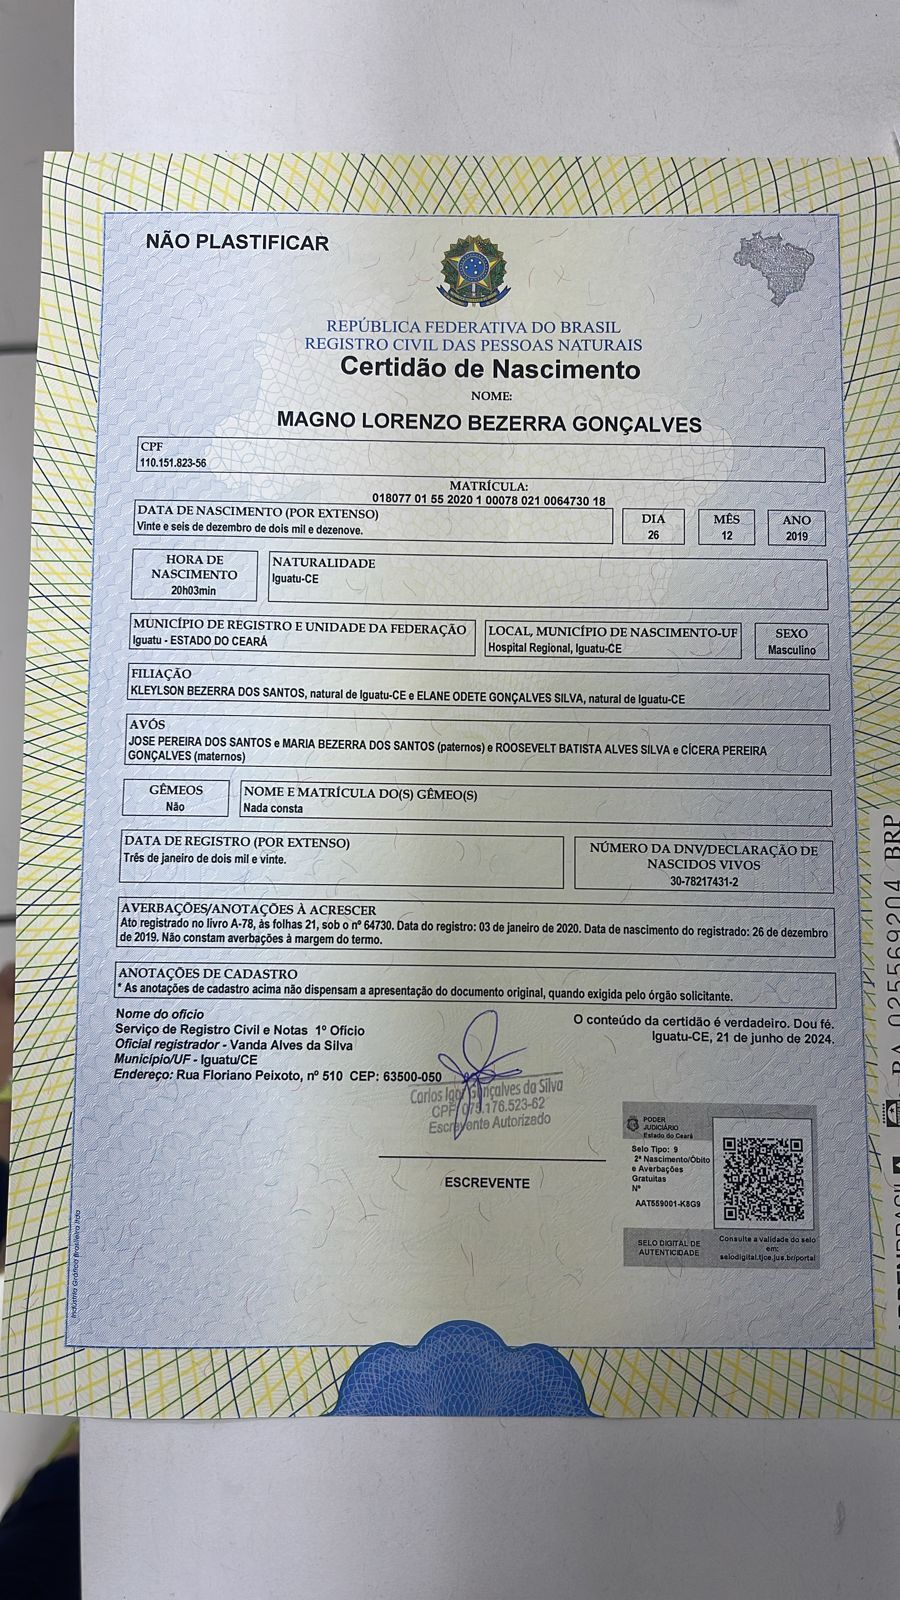 NÃO PLASTIFICAR
REPÚBLICA FEDERATIVA DO BRASIL
REGISTRO CIVIL DAS PESSOAS NATURAIS
Certidão de Nascimento
NOME:
MAGNO LORENZO BEZERRA GONÇALVES
CPF
110.151.823-56
MATRÍCULA:
018077 01 55 2020 1 00078 021 0064730 18
DATA DE NASCIMENTO (POR EXTENSO)
Vinte e seis de dezembro de dois mil e dezenove.
DIA
26
MÊS
12
ANO
2019
HORA DE
NASCIMENTO
20h03min
NATURALIDADE
Iguatu-CE
MUNICÍPIO DE REGISTRO E UNIDADE DA FEDERAÇÃO
Iguatu - ESTADO DO CEARÁ
LOCAL, MUNICÍPIO DE NASCIMENTO-UF
Hospital Regional, Iguatu-CE
SEXO
Masculino
FILIAÇÃO
KLEYLSON BEZERRA DOS SANTOS, natural de Iguatu-CE e ELANE ODETE GONÇALVES SILVA, natural de Iguatu-CE
AVÓS
JOSE PEREIRA DOS SANTOS e MARIA BEZERRA DOS SANTOS (paternos) e ROOSEVELT BATISTA ALVES SILVA e CÍCERA PEREIRA
GONÇALVES (maternos)
GÊMEOS
Não
NOME E MATRÍCULA DO(S) GÊMEO(S)
Nada consta
DATA DE REGISTRO (POR EXTENSO)
Três de janeiro de dois mil e vinte.
NÚMERO DA DNV/DECLARAÇÃO DE
NASCIDOS VIVOS
30-78217431-2
AVERBAÇÕES/ANOTAÇÕES À ACRESCER
Ato registrado no livro A-78, às folhas 21, sob o nº 64730. Data do registro: 03 de janeiro de 2020. Data de nascimento do registrado: 26 de dezembro
de 2019. Não constam averbações à margem do termo.
ANOTAÇÕES DE CADASTRO
* As anotações de cadastro acima não dispensam a apresentação do documento original, quando exigida pelo órgão solicitante.
Nome do ofício
Serviço de Registro Civil e Notas 1º Ofício
Oficial registrador - Vanda Alves da Silva
Município/UF - Iguatu/CE
Endereço: Rua Floriano Peixoto, nº 510 CEP: 63500-050
O conteúdo da certidão é verdadeiro. Dou fé.
Iguatu-CE, 21 de junho de 2024.
Carlos Igor Gonçalves da Silva
CPF: 075.176.523-62
Escrevente Autorizado
ESCREVENTE
PODER
JUDICIÁRIO
Estado do Ceará
Selo Tipo: 9
2ª Nascimento/Óbito
e Averbações
Gratuitas
Nº
AAT559001-K8G9
SELO DIGITAL DE
AUTENTICIDADE
Consulte a validade do selo
em:
selodigital.tjce.jus.br/portal
Indústria Gráfica Brasileira ltda
025569204 BRP